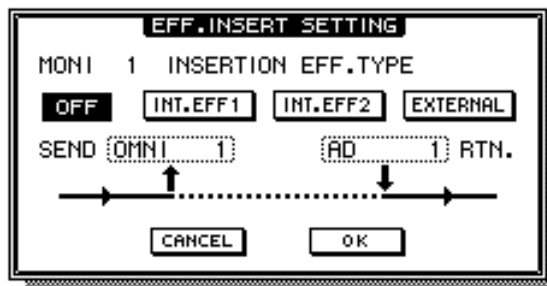 EFF.INSERT SETTING
MONI 1 INSERTION EFF.TYPE
OFF INT.EFF1 INT.EFF2 EXTERNAL
SEND OMNI 1 AD 1 RTN.
CANCEL OK